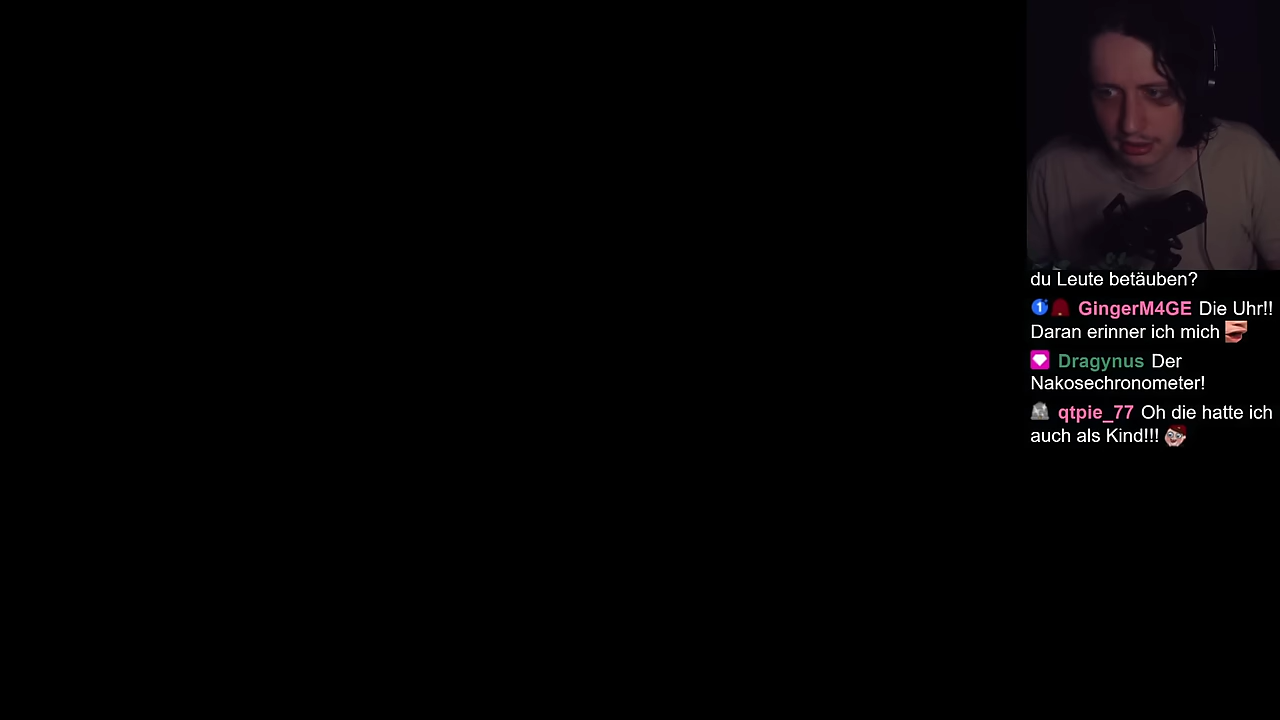 du Leute betäuben?
GingerM4GE Die Uhr!!
Daran erinner ich mich
Dragynus Der
Nakosechronometer!
qtpie_77 Oh die hatte ich
auch als Kind!!!